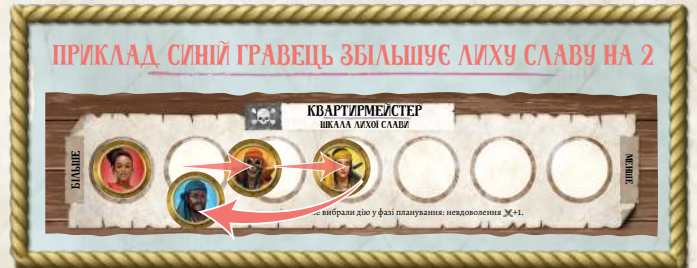 ПРИКЛАД. СИНІЙ ГРАВЕЦЬ ЗБІЛЬШУЄ ЛИХУ СЛАВУ НА 2
КВАРТИРМЕЙСТЕР
ШКАЛА ЛИХОЇ СЛАВИ
БІЛЬШЕ
МЕНШЕ
не вибрали дію у фазі планування: невдоволення +1.